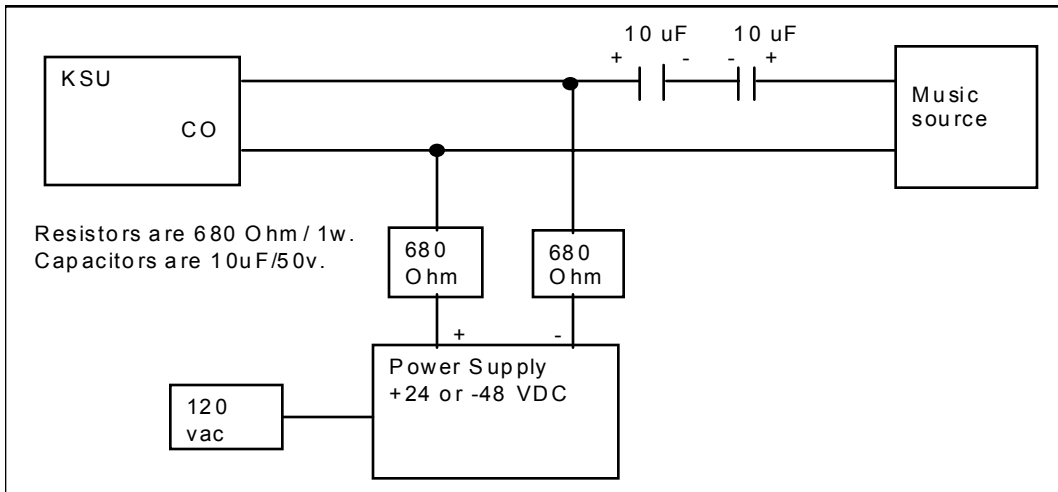 10 uF 10 uF
+ - - +
KSU
CO
Music
source
Resistors are 680 Ohm / 1w.
Capacitors are 10uF/50v.
680
Ohm
680
Ohm
+ -
Power Supply
+24 or -48 VDC
120
vac